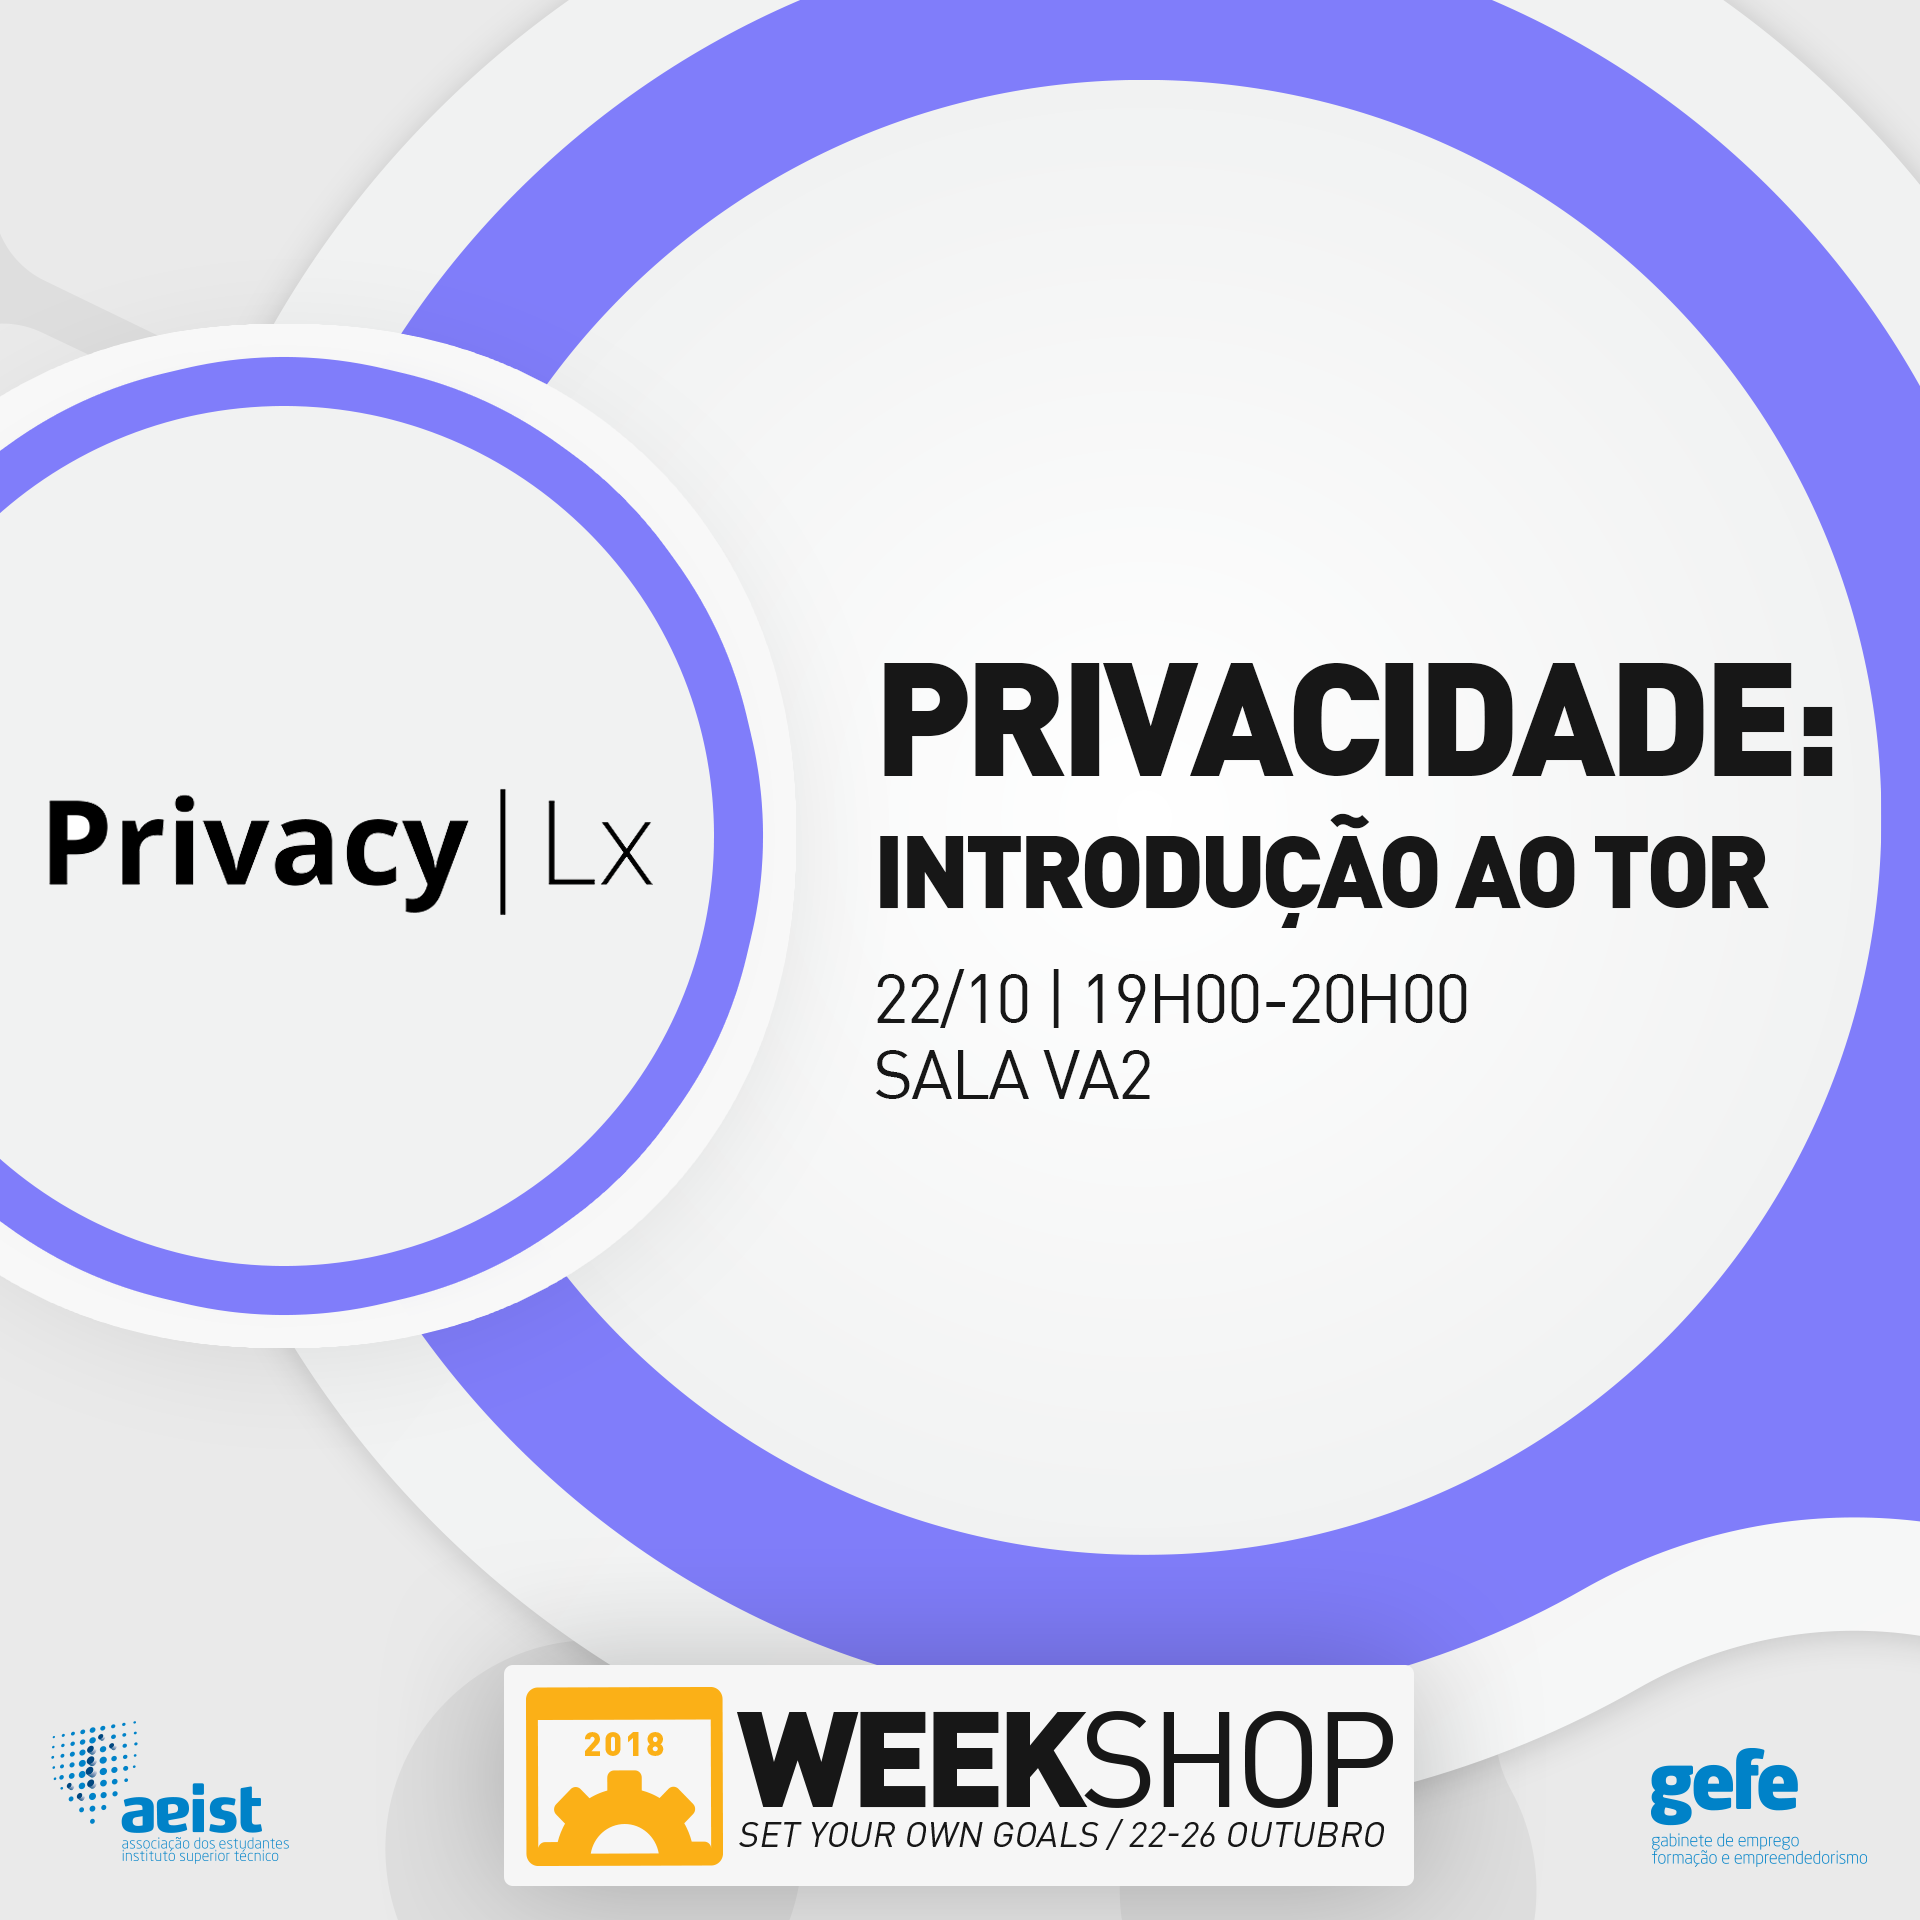 Privacy|Lx
PRIVACIDADE:
INTRODUÇÃO AO TOR
22/10 | 19H00-20H00
SALA VA2
2018
WEEKSHOP
SET YOUR OWN GOALS / 22-26 OUTUBRO
aeist
associação dos estudantes
instituto superior técnico
gefe
gabinete de emprego
formação e empreendedorismo